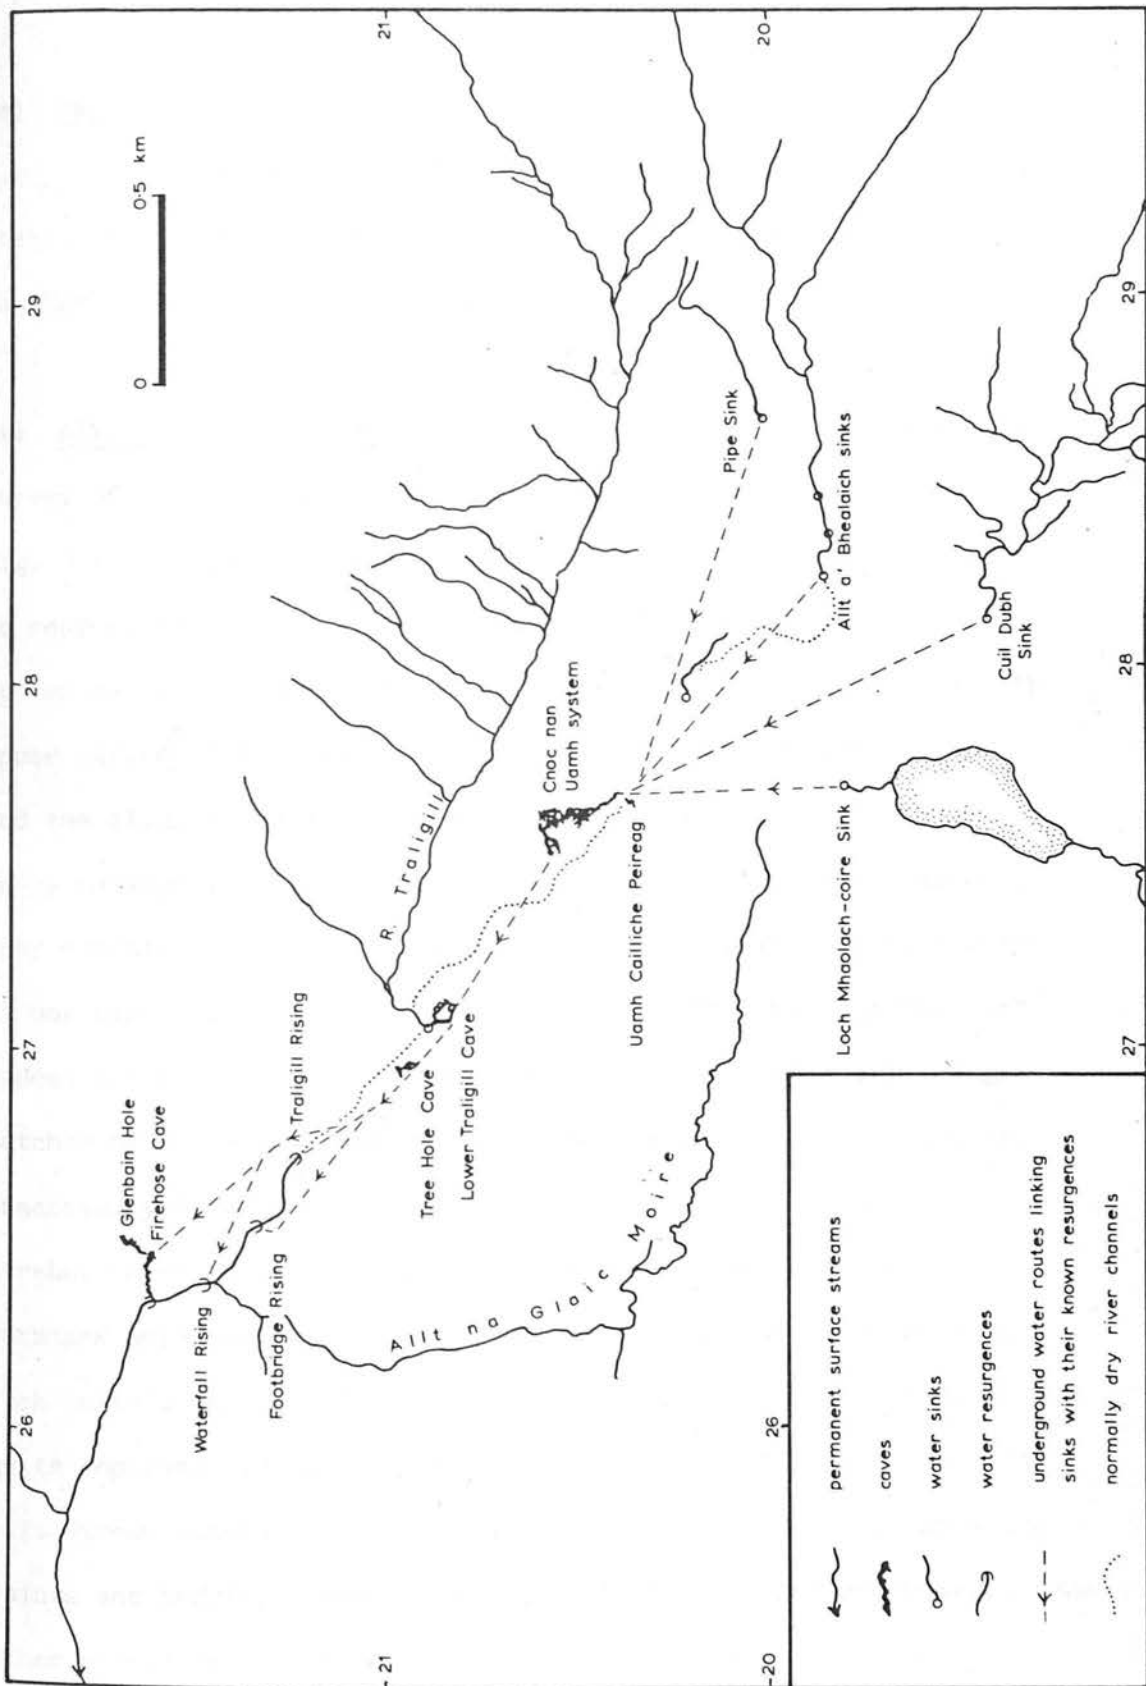 21
20
0
0·5 km
29
28
27
26
29
28
27
26
21
20
Glenbain Hole
Firehose Cave
Traligill Rising
Waterfall Rising
Footbridge Rising
Tree Hole Cave
Lower Traligill Cave
R. Traligill
Cnoc nan
Uamh system
Uamh Cailliche Peireag
Pipe Sink
Allt a' Bhealaich sinks
Cuil Dubh
Sink
Loch Mhaolach-coire Sink
Allt na Glaic Moire
permanent surface streams
caves
water sinks
water resurgences
underground water routes linking
sinks with their known resurgences
normally dry river channels